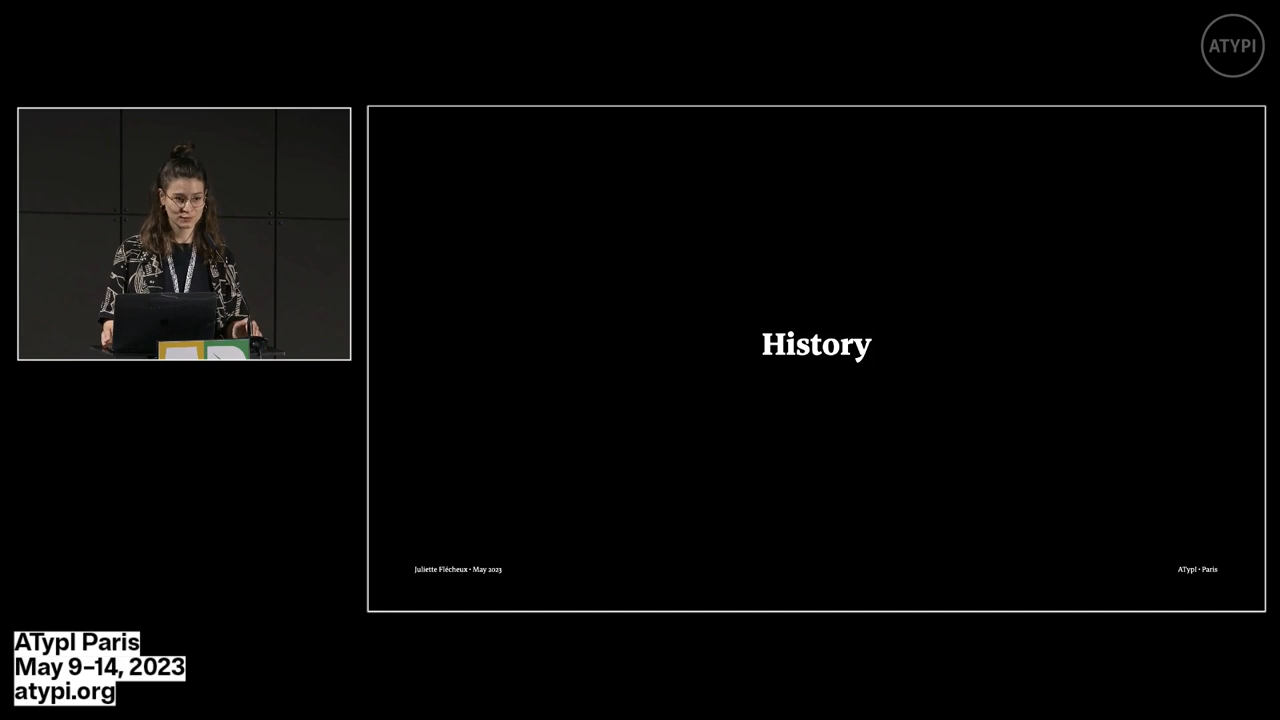 ATYPI
History
Juliette Flécheux • May 2023
ATypI • Paris
ATypI Paris
May 9–14, 2023
atypi.org